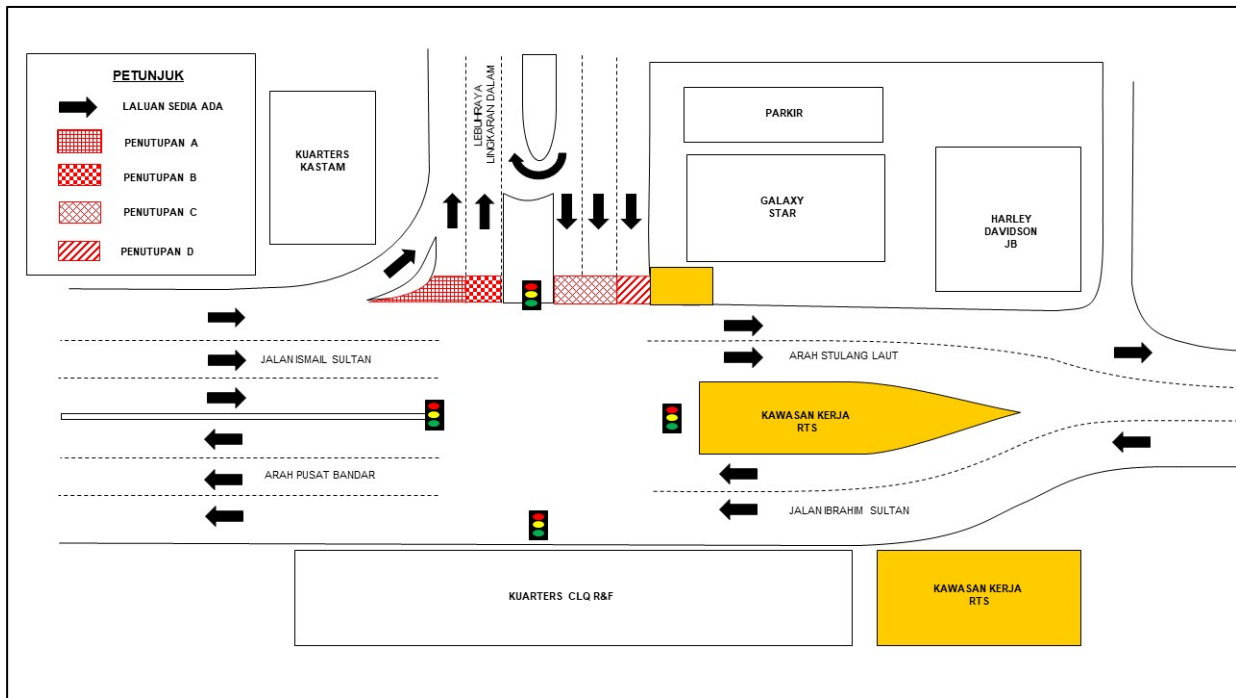 PETUNJUK
LALUAN SEDIA ADA
PENUTUPAN A
PENUTUPAN B
PENUTUPAN C
PENUTUPAN D
KUARTERS
KASTAM
LEBUHRAYA
LINGKARAN DALAM
PARKIR
GALAXY
STAR
HARLEY
DAVIDSON
JB
JALAN ISMAIL SULTAN
ARAH STULANG LAUT
KAWASAN KERJA
RTS
ARAH PUSAT BANDAR
JALAN IBRAHIM SULTAN
KUARTERS CLQ R&F
KAWASAN KERJA
RTS